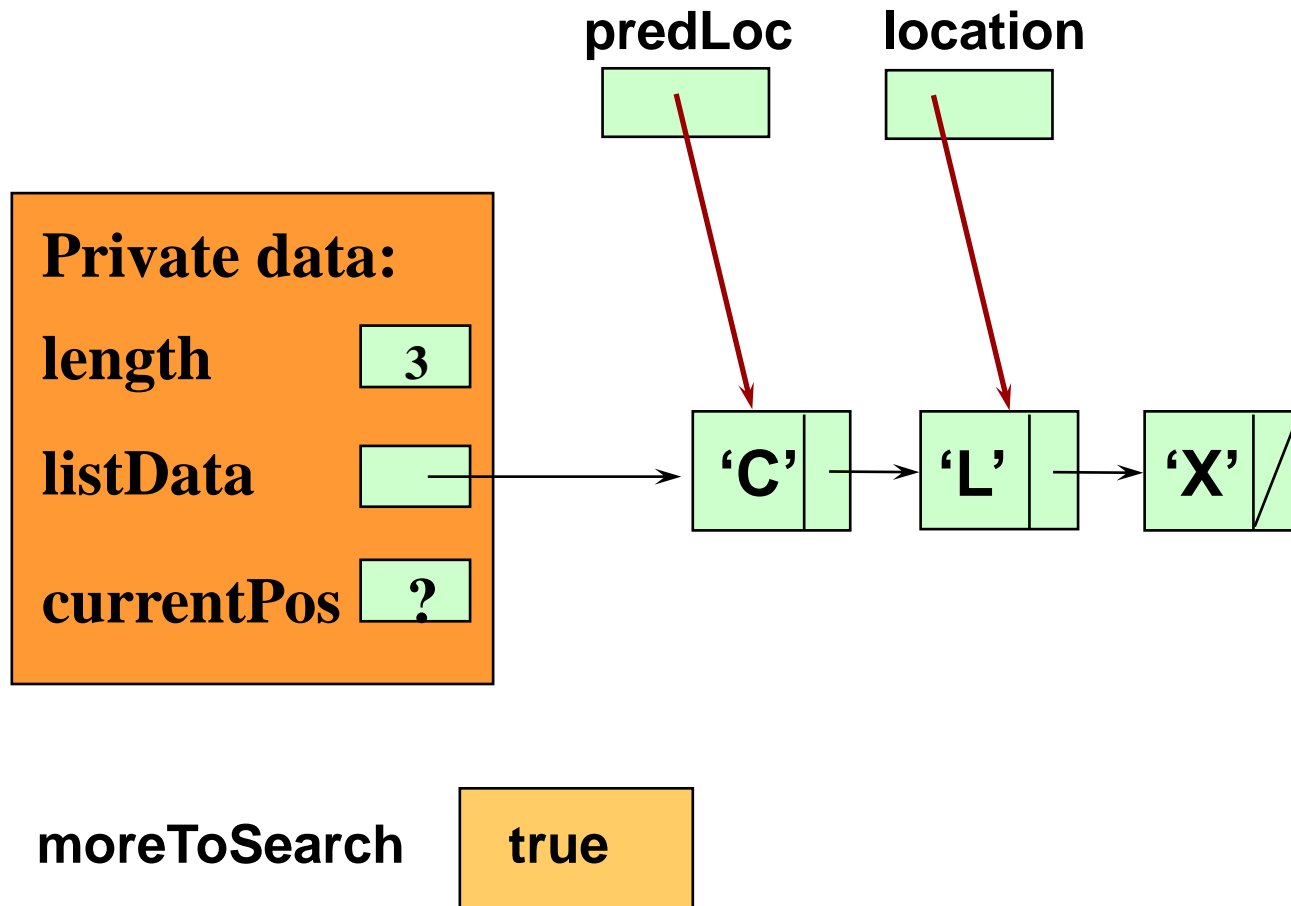 predLoc location
Private data:
length 3
listData
‘C’ ‘L’ ‘X’
currentPos ?
moreToSearch true